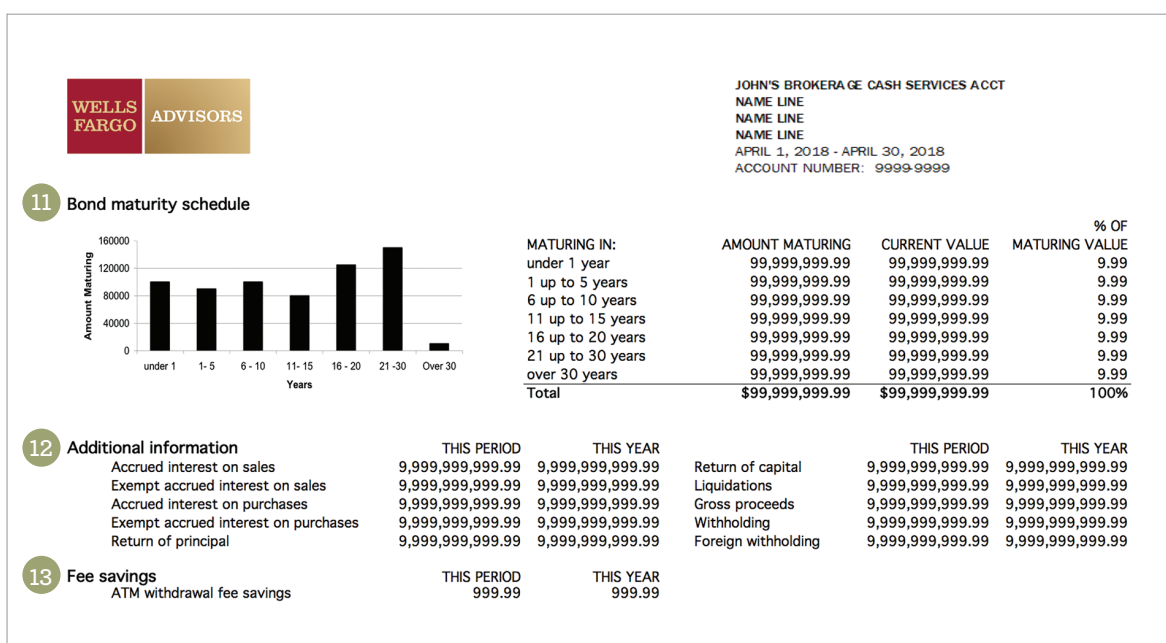 WELLS
FARGO
ADVISORS
JOHN'S BROKERAGE CASH SERVICES ACCT
NAME LINE
NAME LINE
NAME LINE
APRIL 1, 2018 - APRIL 30, 2018
ACCOUNT NUMBER: 9999-9999
11 Bond maturity schedule
160000
120000
80000
40000
0
Amount Maturing
under 1 1- 5 6 - 10 11- 15 16 - 20 21 -30 Over 30
Years
% OF
MATURING IN: AMOUNT MATURING CURRENT VALUE MATURING VALUE
under 1 year 99,999,999.99 99,999,999.99 9.99
1 up to 5 years 99,999,999.99 99,999,999.99 9.99
6 up to 10 years 99,999,999.99 99,999,999.99 9.99
11 up to 15 years 99,999,999.99 99,999,999.99 9.99
16 up to 20 years 99,999,999.99 99,999,999.99 9.99
21 up to 30 years 99,999,999.99 99,999,999.99 9.99
over 30 years 99,999,999.99 99,999,999.99 9.99
Total $99,999,999.99 $99,999,999.99 100%
12 Additional information THIS PERIOD THIS YEAR THIS PERIOD THIS YEAR
Accrued interest on sales 9,999,999,999.99 9,999,999,999.99 Return of capital 9,999,999,999.99 9,999,999,999.99
Exempt accrued interest on sales 9,999,999,999.99 9,999,999,999.99 Liquidations 9,999,999,999.99 9,999,999,999.99
Accrued interest on purchases 9,999,999,999.99 9,999,999,999.99 Gross proceeds 9,999,999,999.99 9,999,999,999.99
Exempt accrued interest on purchases 9,999,999,999.99 9,999,999,999.99 Withholding 9,999,999,999.99 9,999,999,999.99
Return of principal 9,999,999,999.99 9,999,999,999.99 Foreign withholding 9,999,999,999.99 9,999,999,999.99
13 Fee savings THIS PERIOD THIS YEAR
ATM withdrawal fee savings 999.99 999.99